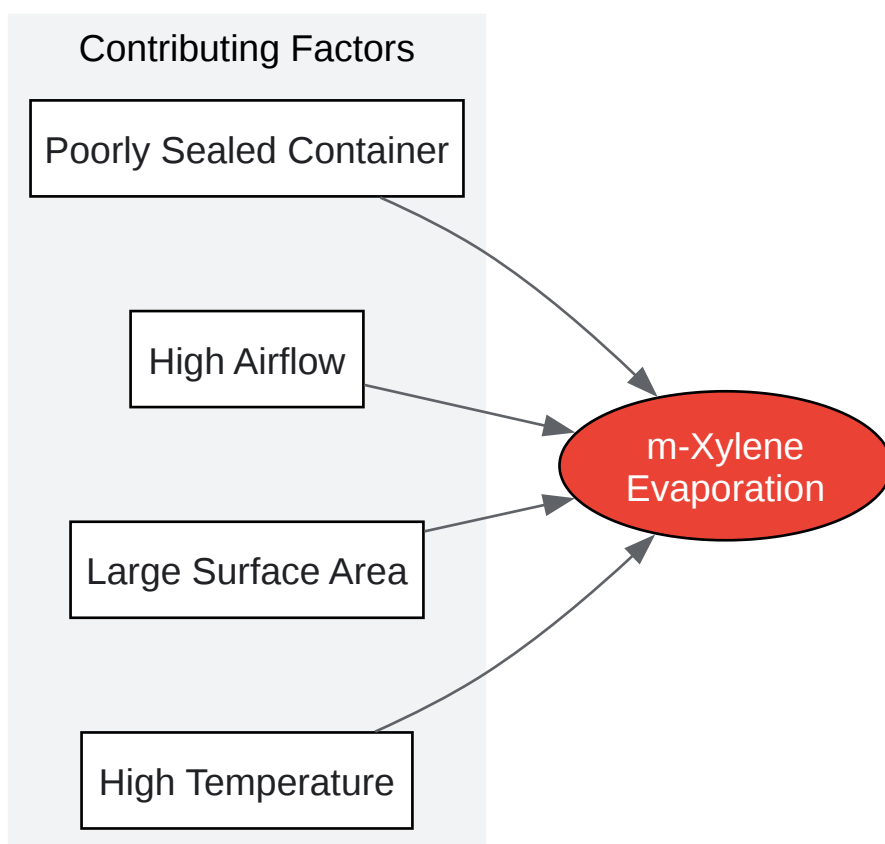 Contributing Factors
Poorly Sealed Container
High Airflow
m-Xylene
Evaporation
Large Surface Area
High Temperature